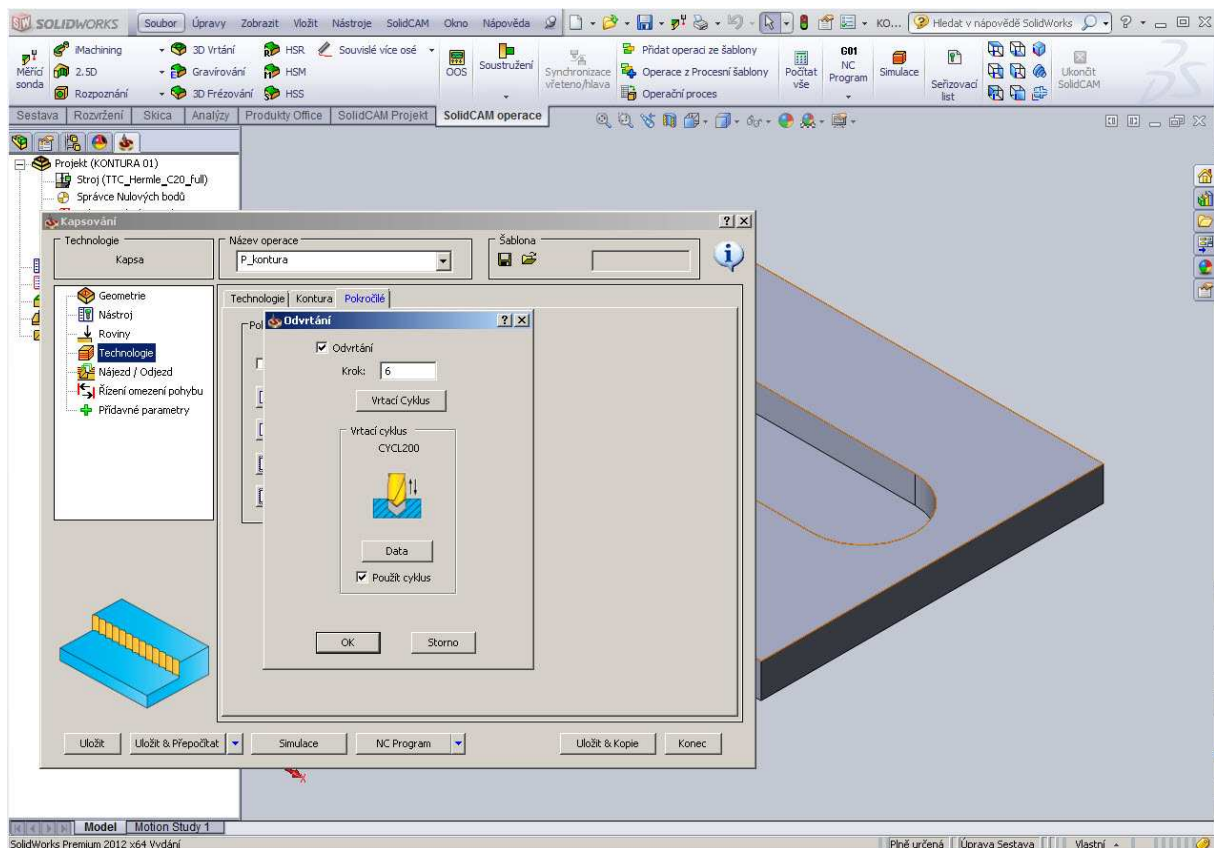 SOLIDWORKS Soubor Úpravy Zobrazit Vložit Nástroje SolidCAM Okno Nápověda KO... Hledat v nápovědě SolidWorks
Měřící sonda
iMachining
2.5D
Rozpoznání
3D Vrtání
Gravírování
3D Frézování
HSR
HSM
HSS
Souvislé více osé
OOS
Soustružení
Synchronizace vřeteno/hlava
Přidat operaci ze šablony
Operace z Procesní šablony
Operační proces
Počítat vše
G01
NC Program
Simulace
Seřizovací list
Ukončit SolidCAM
Sestava Rozvržení Skica Analýzy Produkty Office SolidCAM Projekt SolidCAM operace
Projekt (KONTURA 01)
Stroj (TTC_Hermle_C20_full)
Správce Nulových bodů
Kapsování
Technologie
Kapsa
Název operace
P_kontura
Šablona
Geometrie
Nástroj
Roviny
Technologie
Nájezd / Odjezd
Řízení omezení pohybu
Přídavné parametry
Technologie Kontura Pokročilé
Odvrtání
Odvrtání
Krok: 6
Vrtací Cyklus
Vrtací cyklus
CYCL200
Data
Použít cyklus
OK Storno
Uložit Uložit & Přepočítat Simulace NC Program Uložit & Kopie Konec
X
Model Motion Study 1
SolidWorks Premium 2012 x64 Vydání Plně určená Úprava Sestava Vlastní